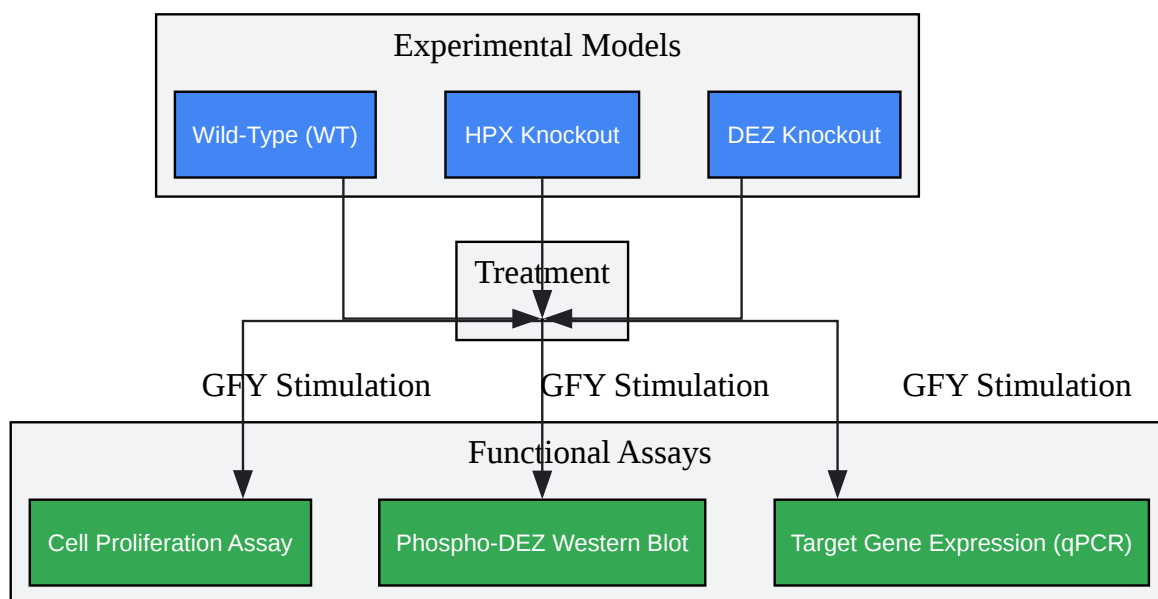 Experimental Models
Wild-Type (WT)
HPX Knockout
DEZ Knockout
Treatment
GFY Stimulation
GFY Stimulation
GFY Stimulation
Functional Assays
Cell Proliferation Assay
Phospho-DEZ Western Blot
Target Gene Expression (qPCR)